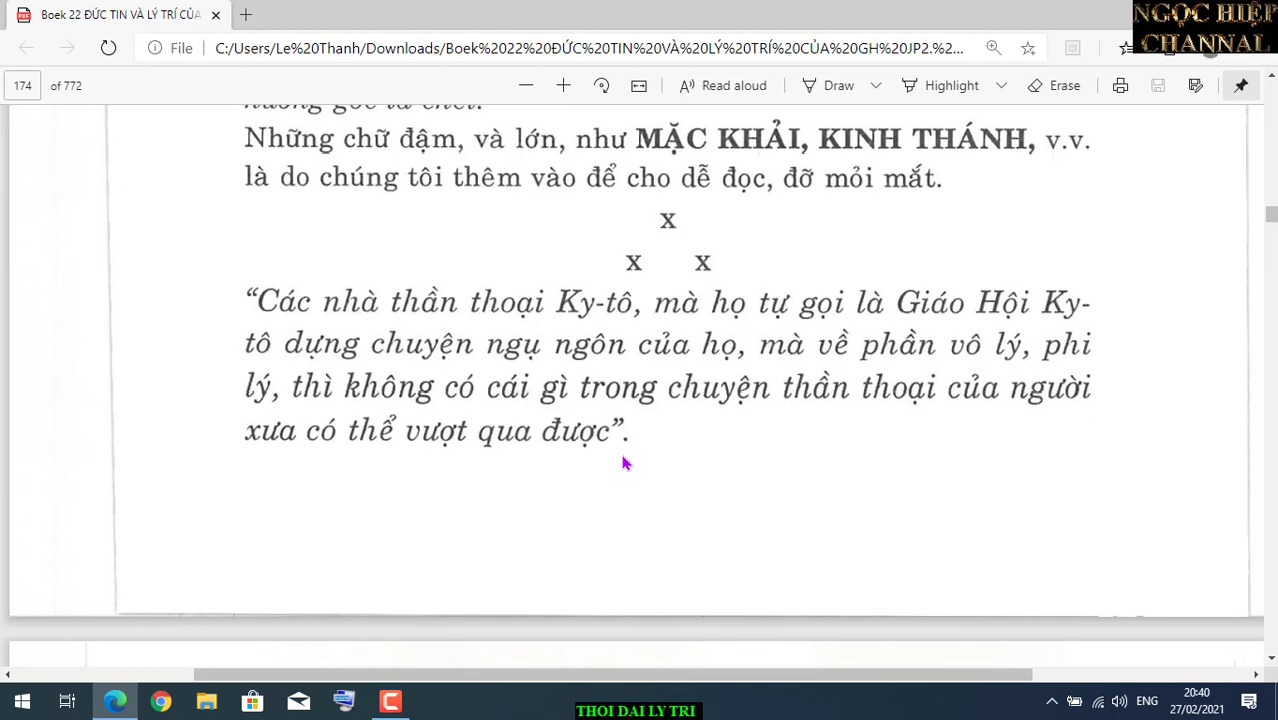 Boek 22 ĐỨC TIN VÀ LÝ TRÍ CỦA
NGỌC HIỆP
CHANNAL
File
C:/Users/Le%20Thanh/Downloads/Boek%2022%20ĐỨC%20TIN%20VÀ%20LÝ%20TRÍ%20CỦA%20GH%20JP2.%...
174 of 772
Read aloud
Draw
Highlight
Erase
Những chữ đậm, và lớn, như MẶC KHẢI, KINH THÁNH, v.v.
là do chúng tôi thêm vào để cho dễ đọc, đỡ mỏi mắt.
x
x x
“Các nhà thần thoại Ky-tô, mà họ tự gọi là Giáo Hội Ky-
tô dựng chuyện ngụ ngôn của họ, mà về phần vô lý, phi
lý, thì không có cái gì trong chuyện thần thoại của người
xưa có thể vượt qua được”.
ENG
20:40
27/02/2021
THOI DAI LY TRI